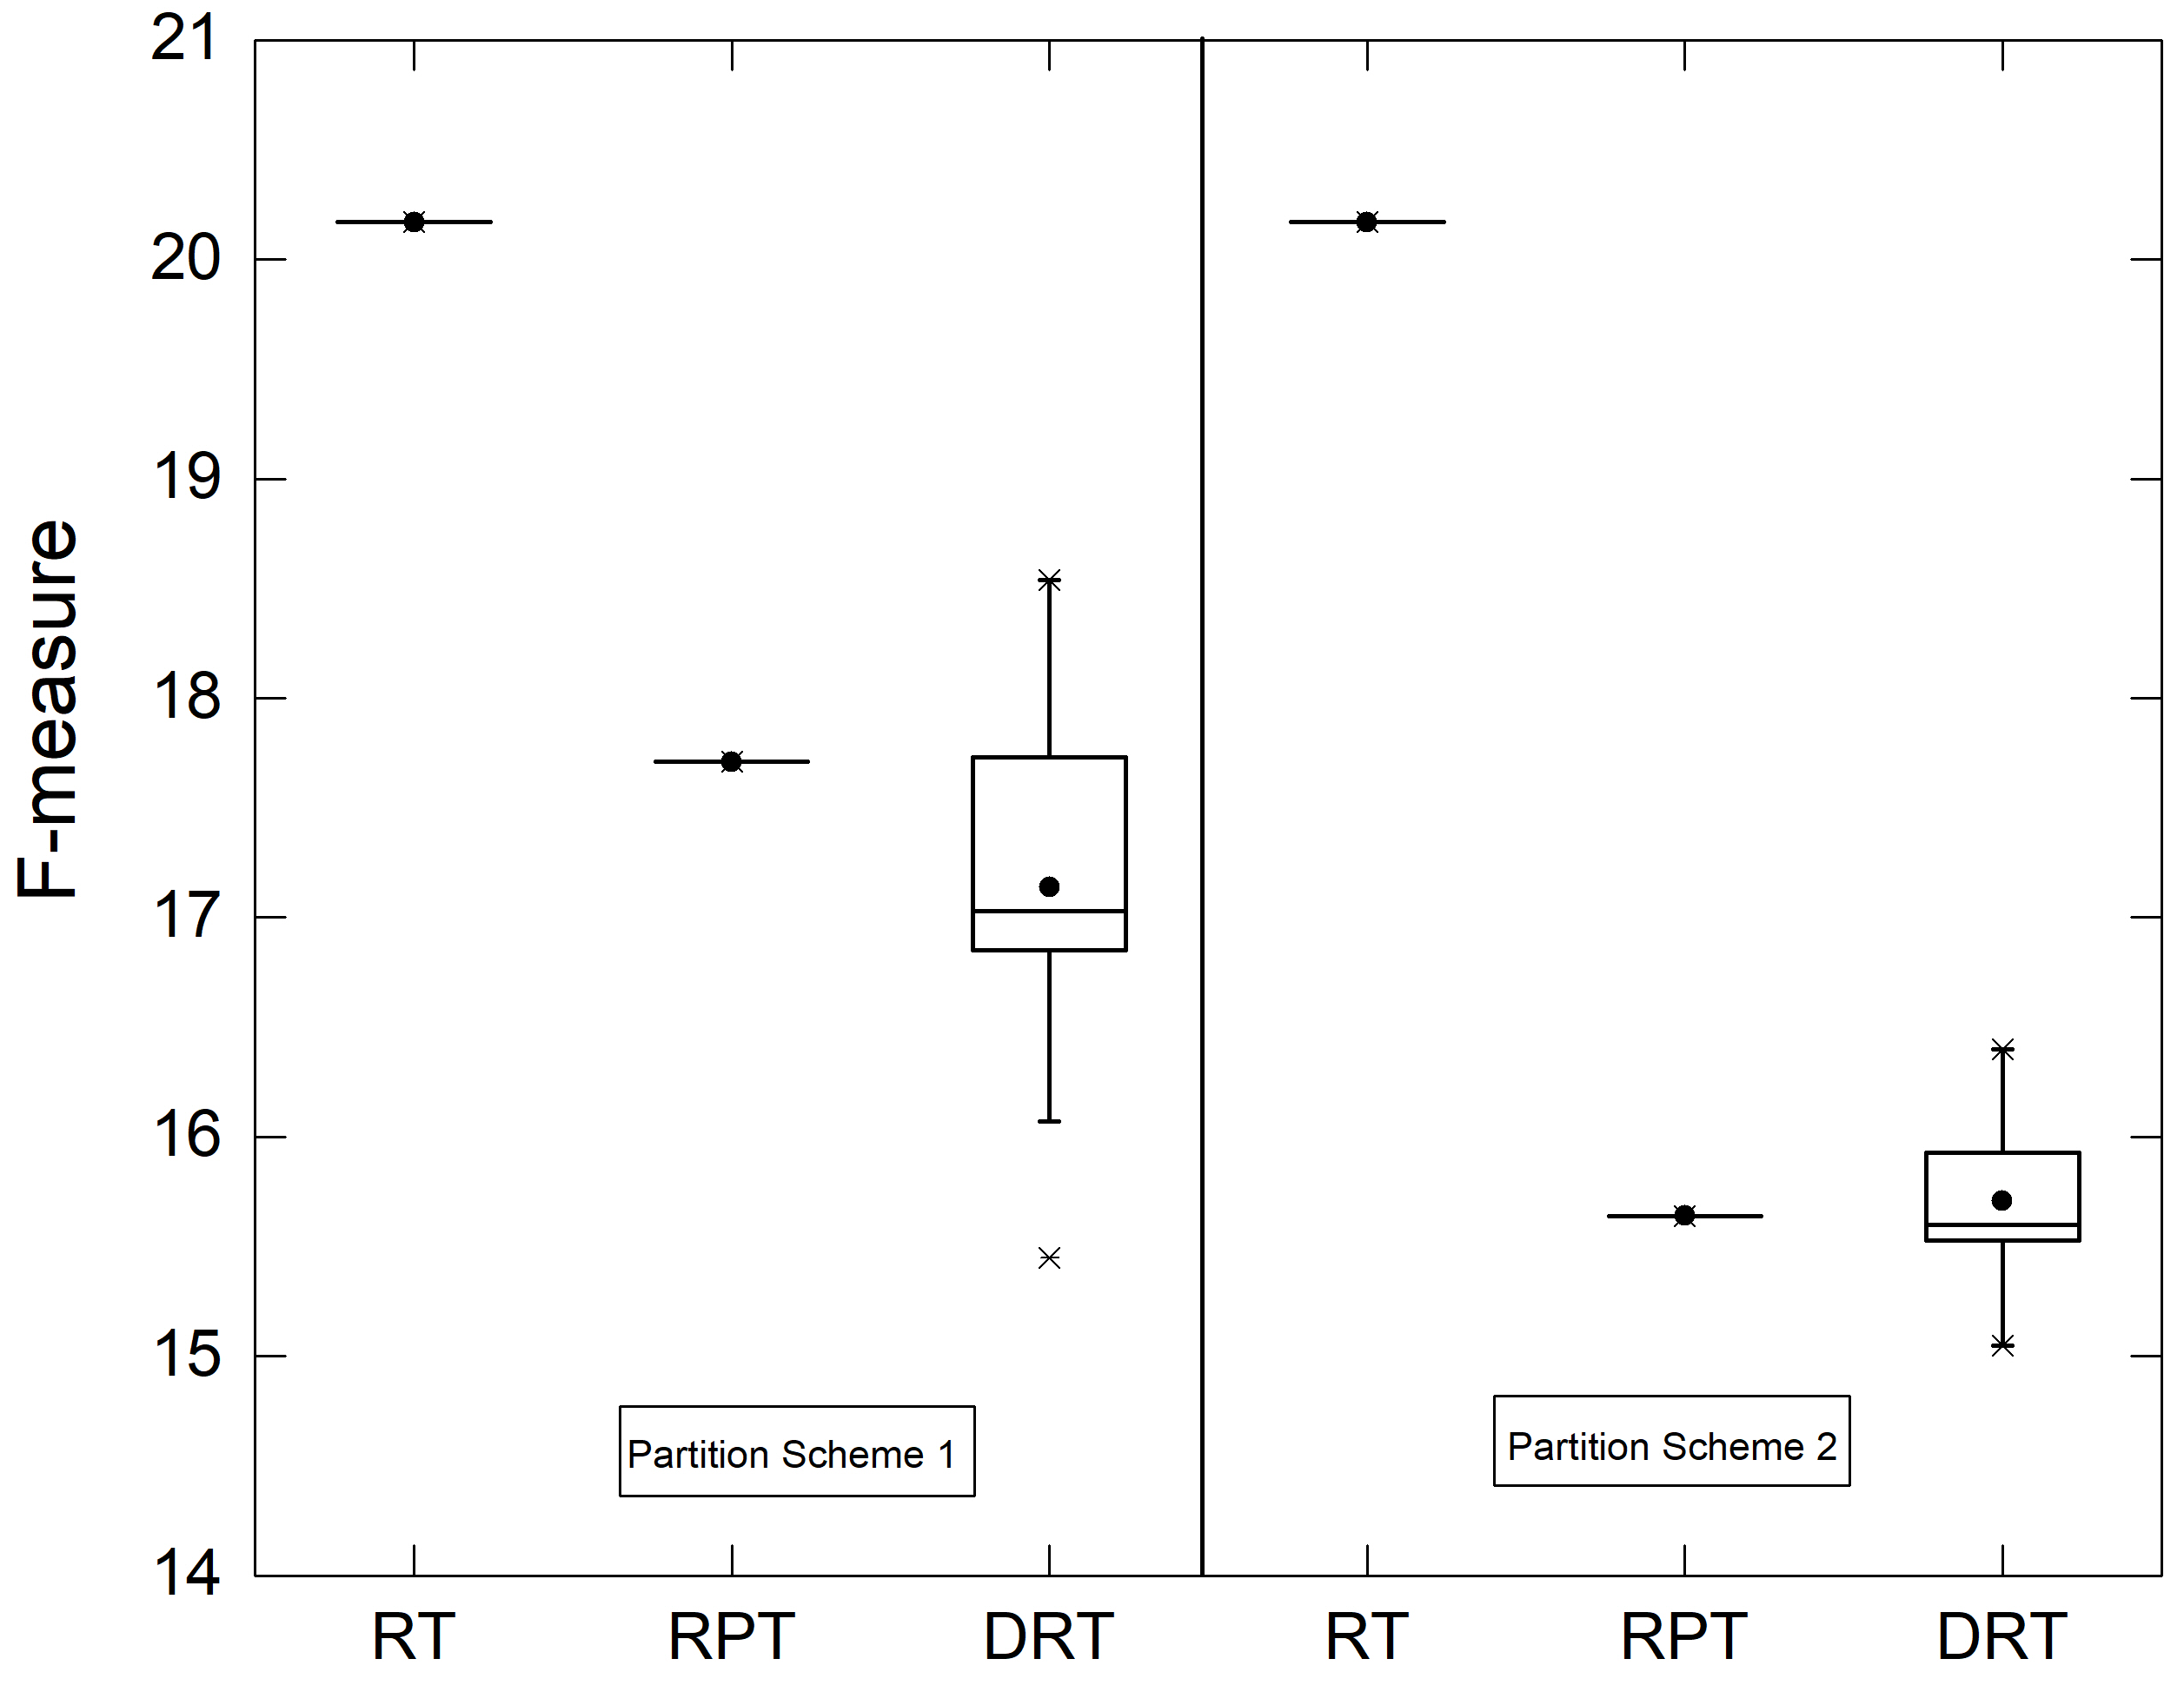 F-measure
21
20
19
18
17
16
15
14
Partition Scheme 1
Partition Scheme 2
RT RPT DRT RT RPT DRT